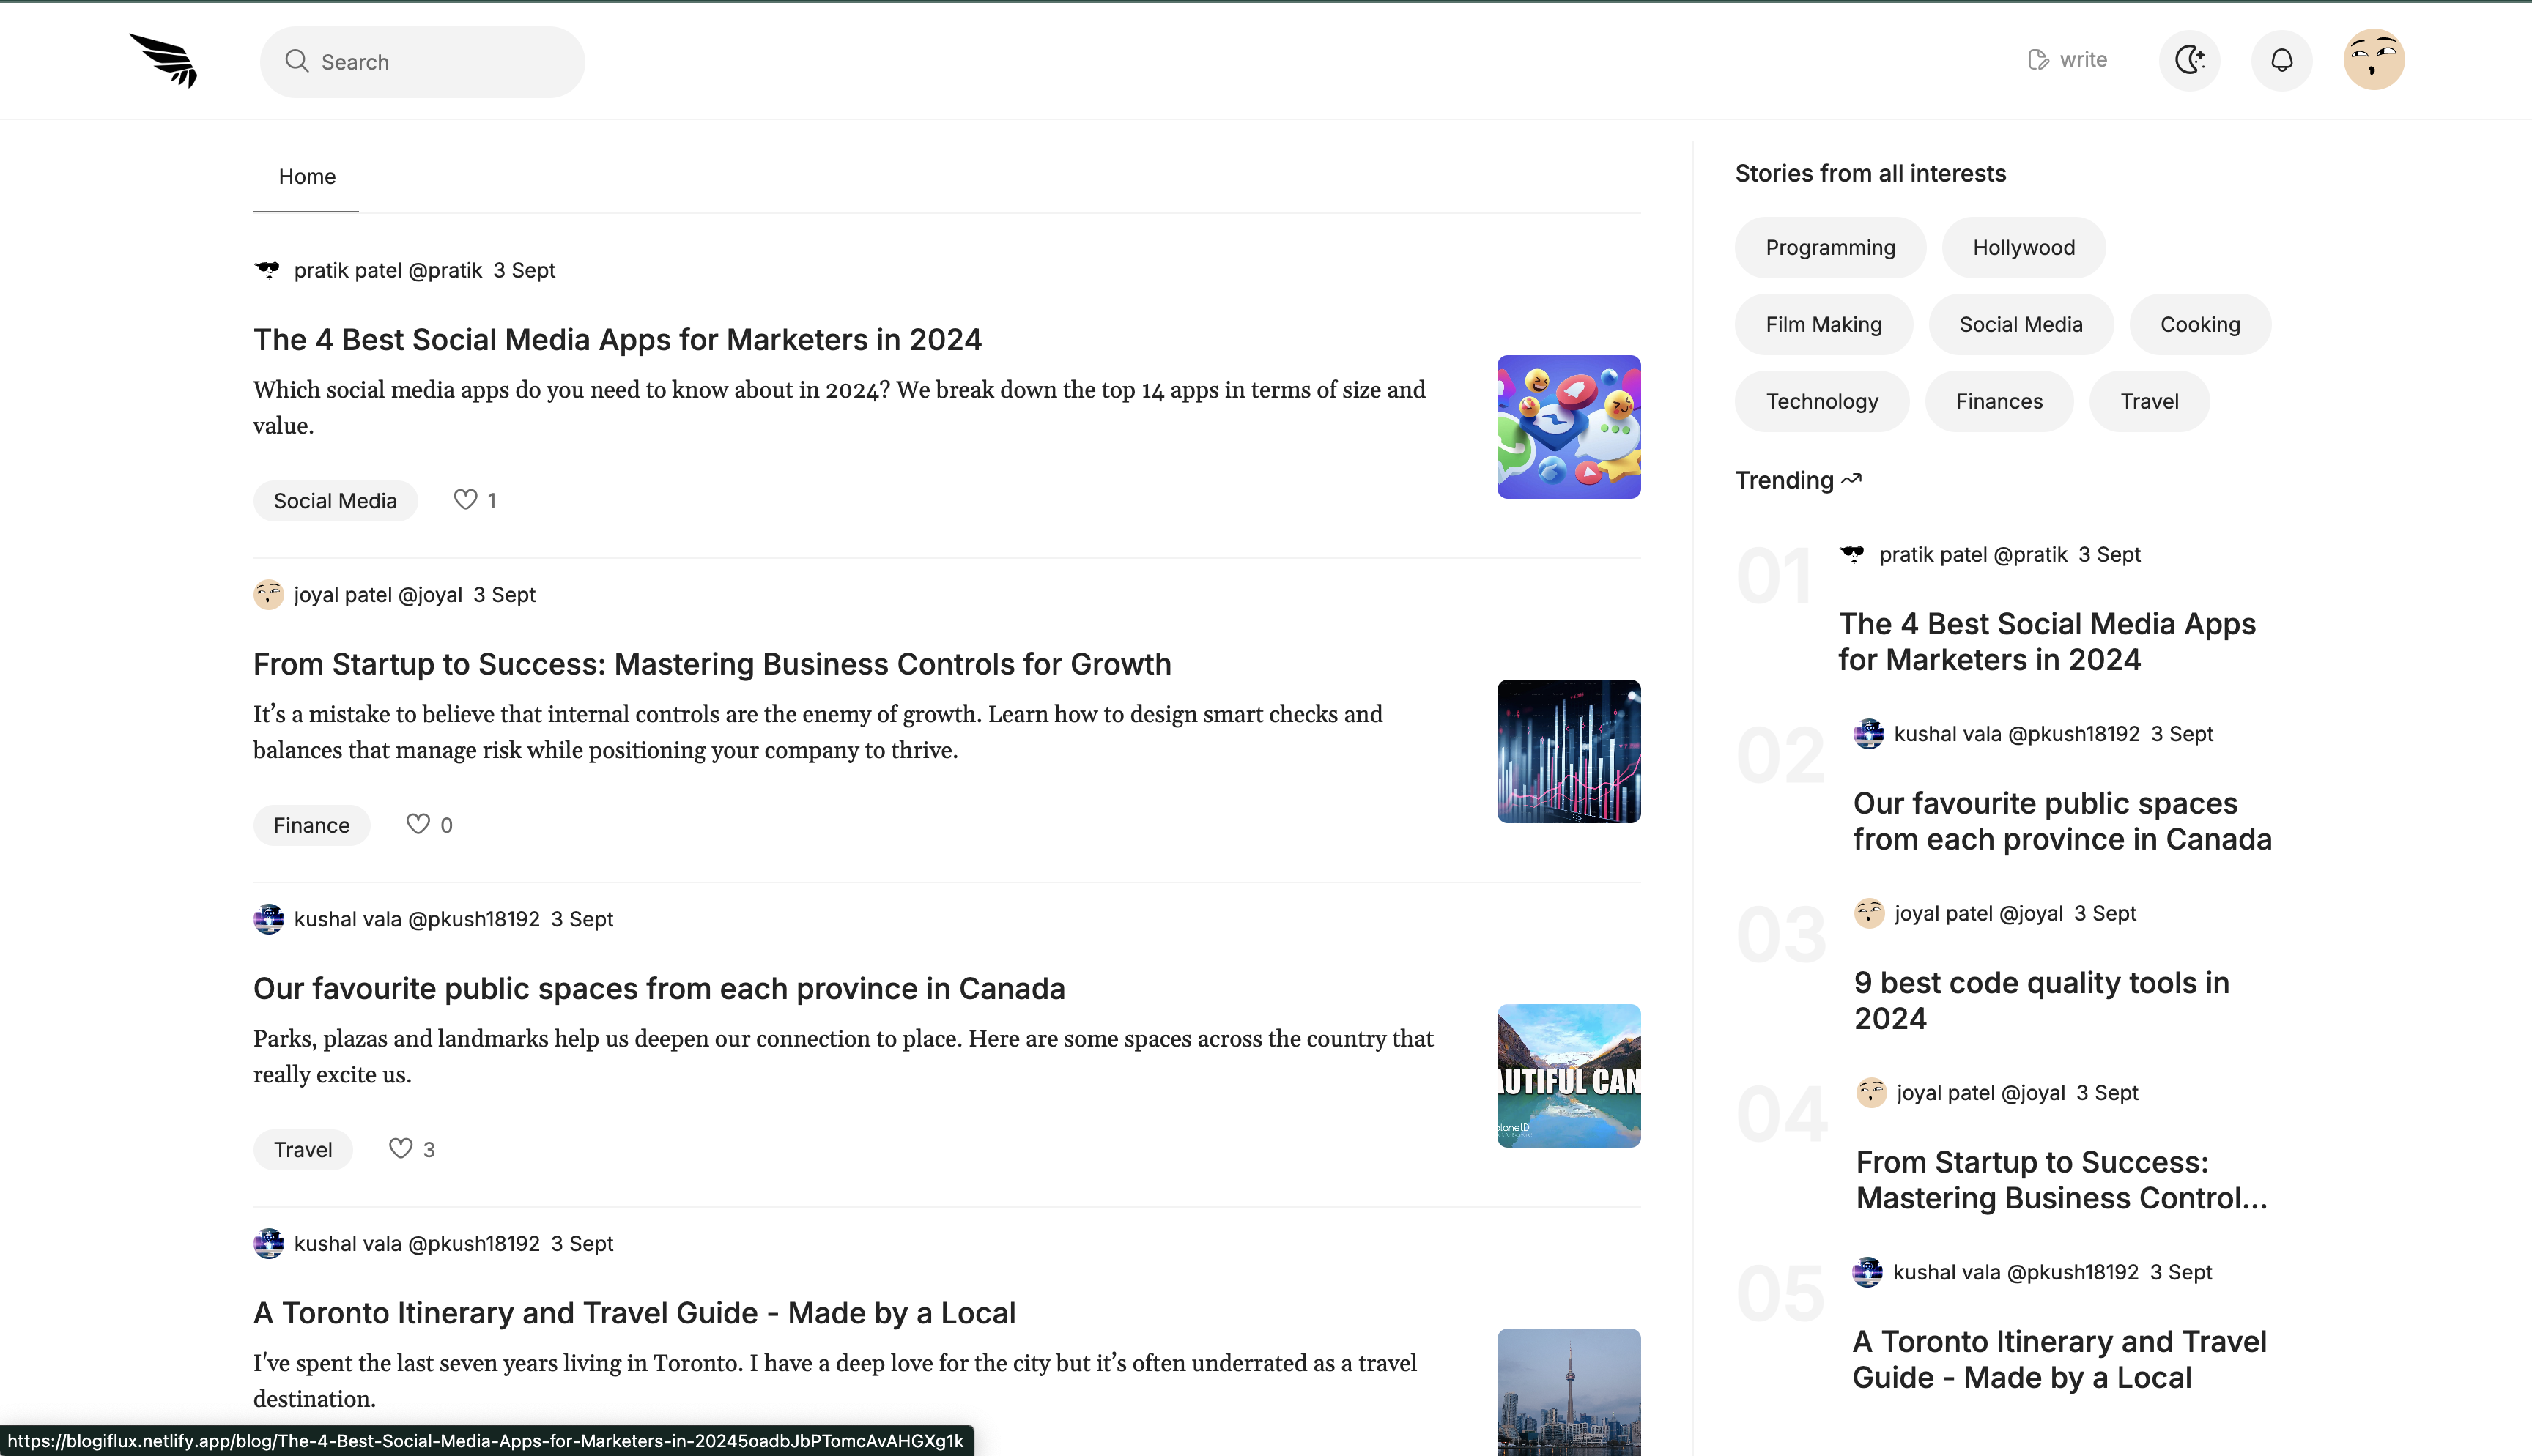 Search
write
Home
pratik patel @pratik 3 Sept
The 4 Best Social Media Apps for Marketers in 2024
Which social media apps do you need to know about in 2024? We break down the top 14 apps in terms of size and
value.
Social Media
1
joyal patel @joyal 3 Sept
From Startup to Success: Mastering Business Controls for Growth
It’s a mistake to believe that internal controls are the enemy of growth. Learn how to design smart checks and
balances that manage risk while positioning your company to thrive.
Finance
0
kushal vala @pkush18192 3 Sept
Our favourite public spaces from each province in Canada
Parks, plazas and landmarks help us deepen our connection to place. Here are some spaces across the country that
really excite us.
AUTIFUL CAN
planetD
Travel
3
kushal vala @pkush18192 3 Sept
A Toronto Itinerary and Travel Guide - Made by a Local
I've spent the last seven years living in Toronto. I have a deep love for the city but it’s often underrated as a travel
destination.
Stories from all interests
Programming
Hollywood
Film Making
Social Media
Cooking
Technology
Finances
Travel
Trending
01
pratik patel @pratik 3 Sept
The 4 Best Social Media Apps
for Marketers in 2024
02
kushal vala @pkush18192 3 Sept
Our favourite public spaces
from each province in Canada
03
joyal patel @joyal 3 Sept
9 best code quality tools in
2024
04
joyal patel @joyal 3 Sept
From Startup to Success:
Mastering Business Control...
05
kushal vala @pkush18192 3 Sept
A Toronto Itinerary and Travel
Guide - Made by a Local
https://blogiflux.netlify.app/blog/The-4-Best-Social-Media-Apps-for-Marketers-in-20245oadbJbPTomcAvAHGXg1k